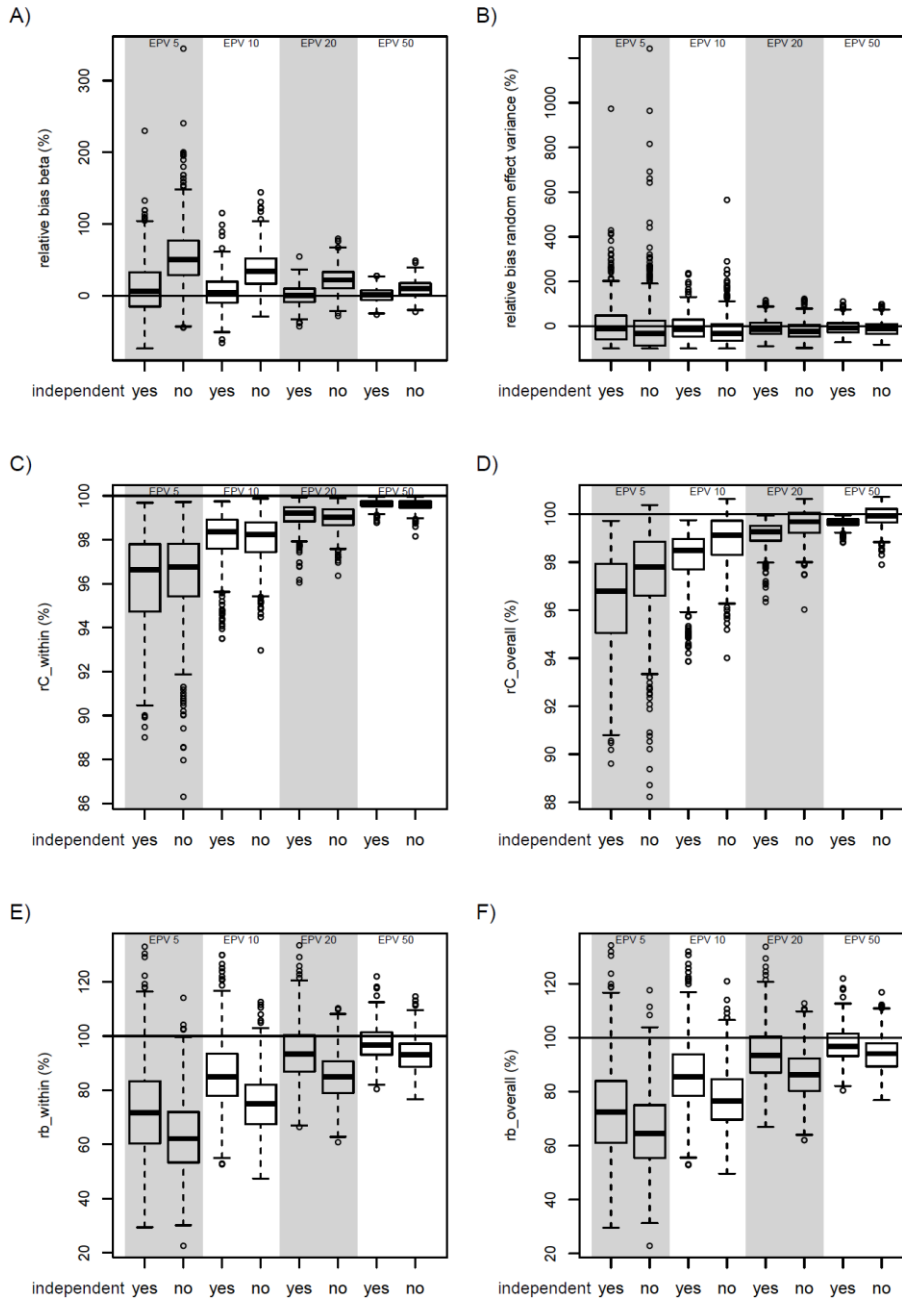 A)
EPV 5 EPV 10 EPV 20 EPV 50
relative bias beta (%)
300
200
100
0
independent yes no yes no yes no yes no
B)
EPV 5 EPV 10 EPV 20 EPV 50
relative bias random effect variance (%)
1000
800
600
400
200
0
independent yes no yes no yes no yes no
C)
EPV 5 EPV 10 EPV 20 EPV 50
rC_within (%)
100
98
96
94
92
90
88
86
independent yes no yes no yes no yes no
D)
EPV 5 EPV 10 EPV 20 EPV 50
rC_overall (%)
100
98
96
94
92
90
88
independent yes no yes no yes no yes no
E)
EPV 5 EPV 10 EPV 20 EPV 50
rb_within (%)
120
100
80
60
40
20
independent yes no yes no yes no yes no
F)
EPV 5 EPV 10 EPV 20 EPV 50
rb_overall (%)
120
100
80
60
40
20
independent yes no yes no yes no yes no